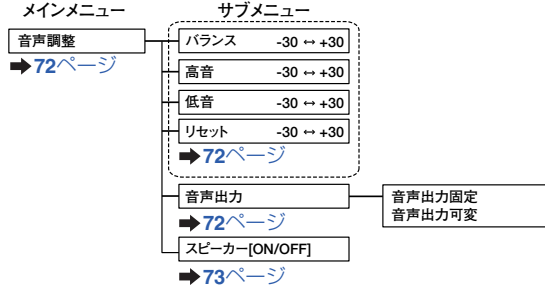 メインメニュー
サブメニュー
音声調整
➡72ページ
バランス -30 ↔ +30
高音 -30 ↔ +30
低音 -30 ↔ +30
リセット -30 ↔ +30
➡72ページ
音声出力
➡72ページ
音声出力固定
音声出力可変
スピーカー[ON/OFF]
➡73ページ